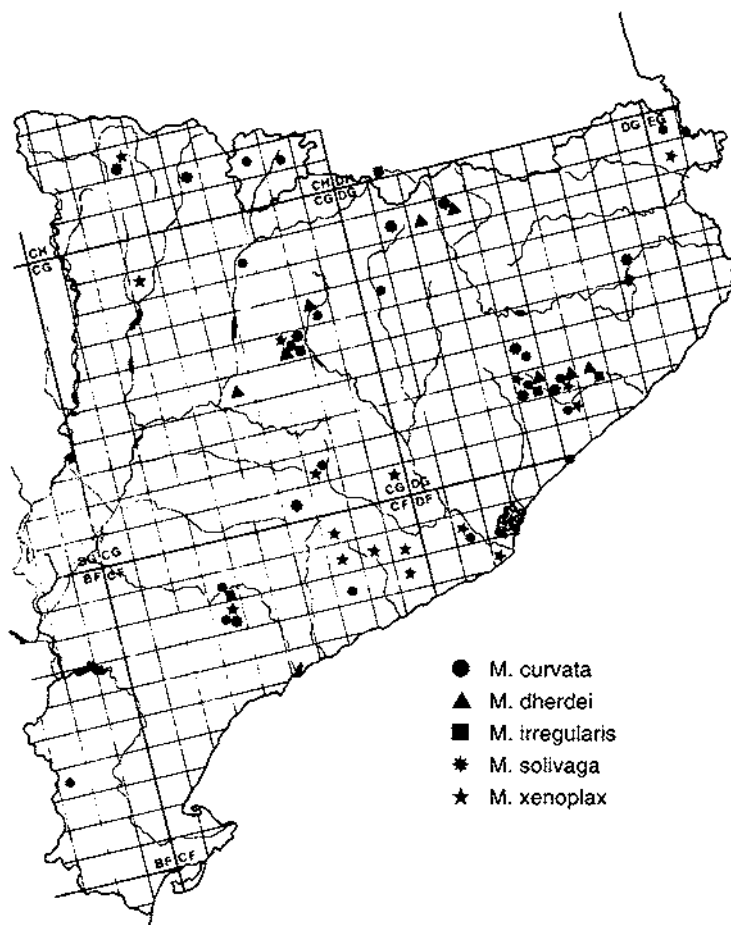 DG EG
CH DH
CG DG
CH
CG
CG DG
CF DF
BG CG
BF CF
M. curvata
M. dherdei
M. irregularis
M. solivaga
M. xenoplax
BF CF